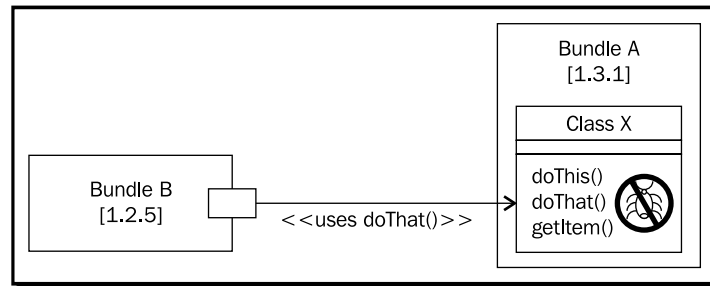 Bundle A
[1.3.1]
Class X
doThis()
doThat()
getItem()
Bundle B
[1.2.5]
<<uses doThat()>>